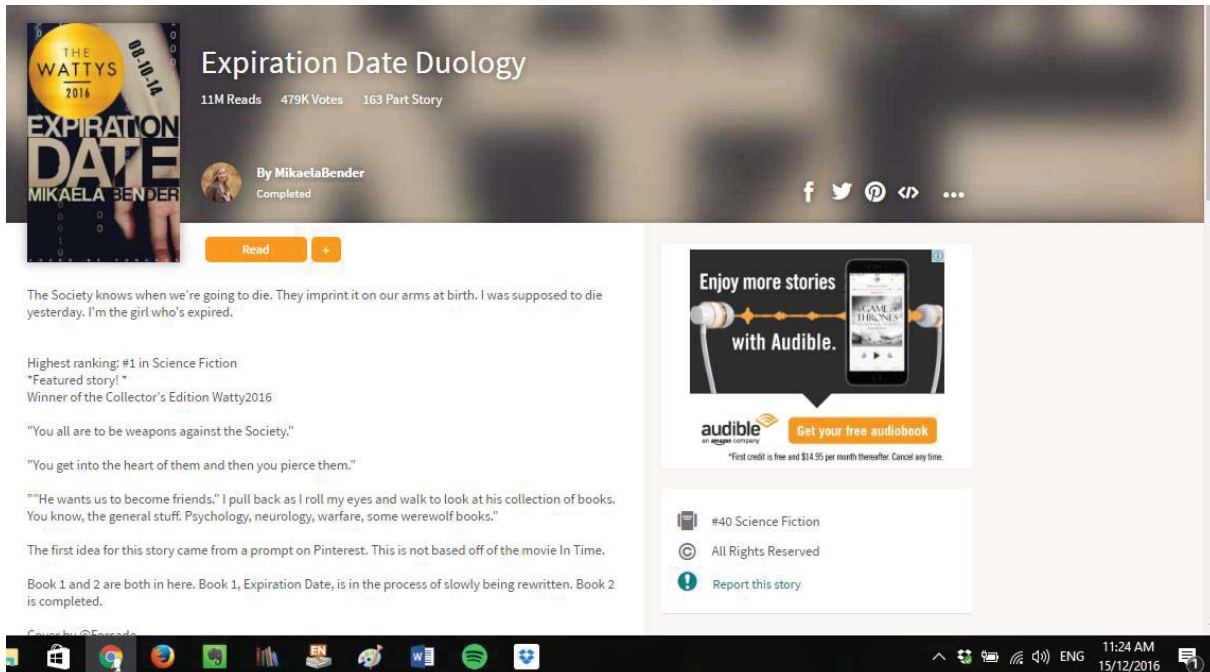 THE
WATTYS
2016
08-10-14
EXPIRATION
DATE
MIKAELA BENDER
Expiration Date Duology
11M Reads 479K Votes 163 Part Story
By MikaelaBender
Completed
Read +
The Society knows when we're going to die. They imprint it on our arms at birth. I was supposed to die
yesterday. I'm the girl who's expired.
Highest ranking: #1 in Science Fiction
*Featured story! *
Winner of the Collector's Edition Watty2016
"You all are to be weapons against the Society."
"You get into the heart of them and then you pierce them."
""He wants us to become friends." I pull back as I roll my eyes and walk to look at his collection of books.
You know, the general stuff. Psychology, neurology, warfare, some werewolf books."
The first idea for this story came from a prompt on Pinterest. This is not based off of the movie In Time.
Book 1 and 2 are both in here. Book 1, Expiration Date, is in the process of slowly being rewritten. Book 2
is completed.
Enjoy more stories
with Audible.
GAME OF
THRONES
audible
an amazon company
Get your free audiobook
*First credit is free and $14.95 per month thereafter. Cancel any time.
#40 Science Fiction
All Rights Reserved
Report this story
EN
ENG
11:24 AM
15/12/2016
1